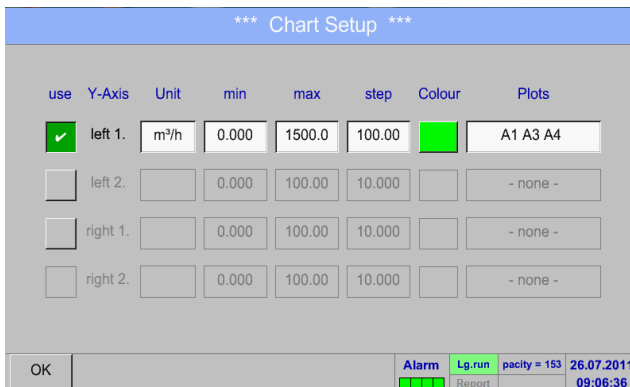 *** Chart Setup ***
use Y-Axis Unit min max step Colour Plots
left 1. m³/h 0.000 1500.0 100.00 A1 A3 A4
left 2. 0.000 100.00 10.000 - none -
right 1. 0.000 100.00 10.000 - none -
right 2. 0.000 100.00 10.000 - none -
OK Alarm Lg.run pacity = 153 26.07.2011
Report 09:06:36